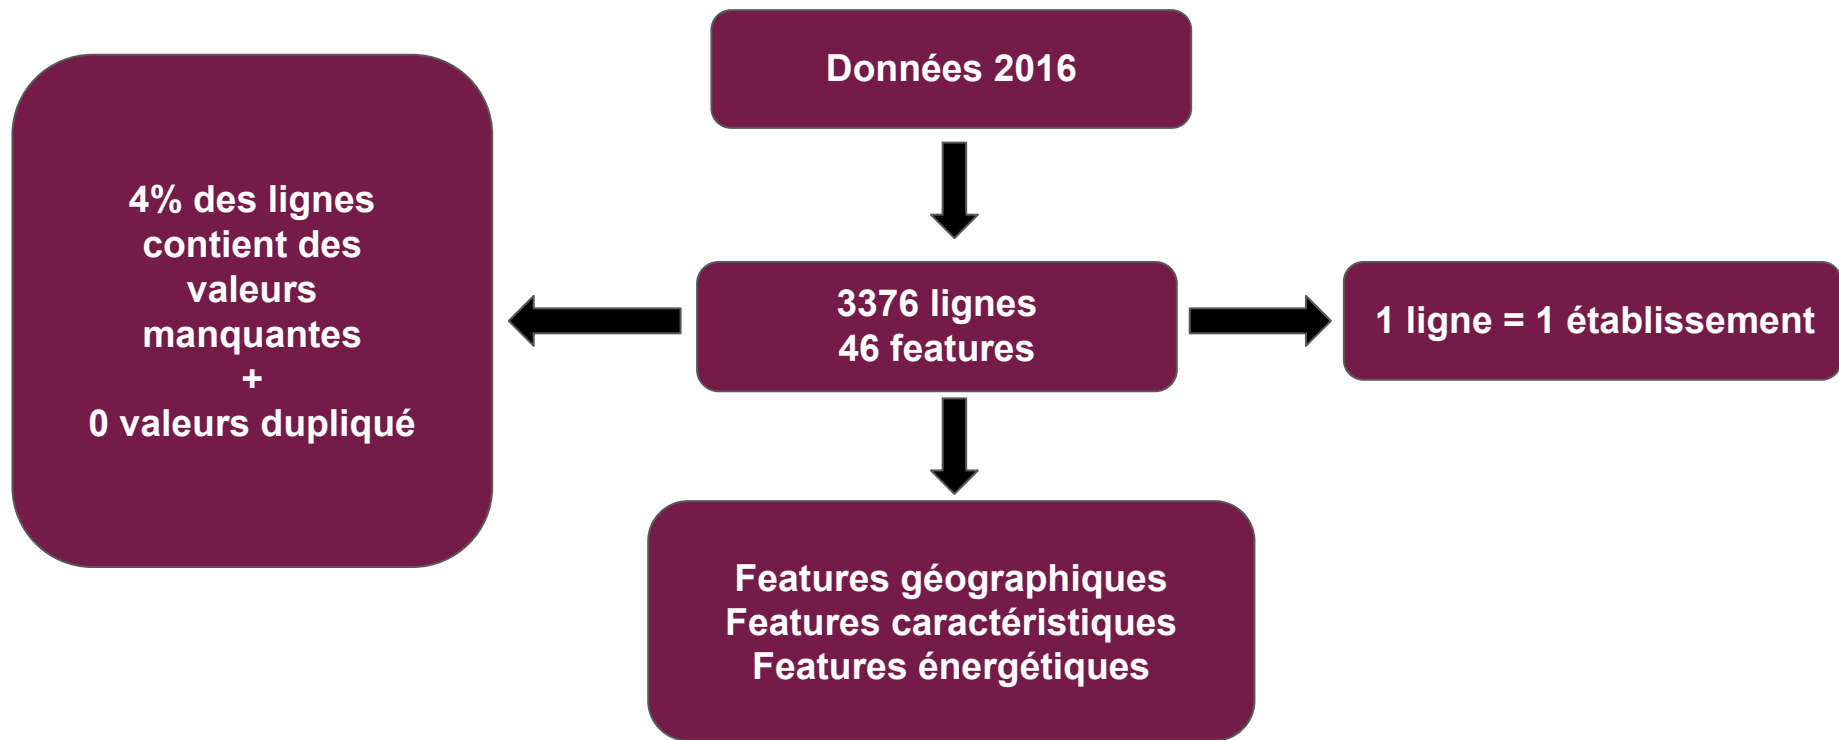 Données 2016
4% des lignes
contient des
valeurs
manquantes
+
0 valeurs dupliqué
3376 lignes
46 features
1 ligne = 1 établissement
Features géographiques
Features caractéristiques
Features énergétiques